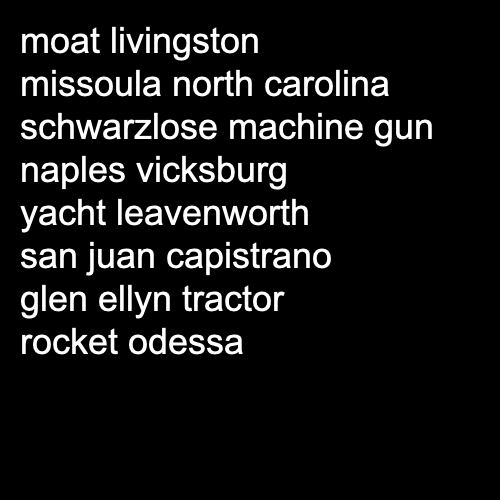 moat livingston
missoula north carolina
schwarzlose machine gun
naples vicksburg
yacht leavenworth
san juan capistrano
glen ellyn tractor
rocket odessa